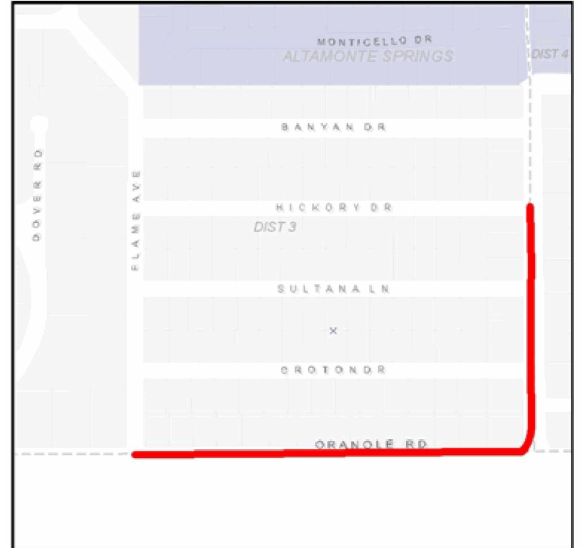 MONTICELLO DR
ALTAMONTE SPRINGS
DIST 4
BANYAN DR
DOVER RD
FLAME AVE
HICKORY DR
DIST 3
SULTANA LN
CROTON DR
ORANOLE RD